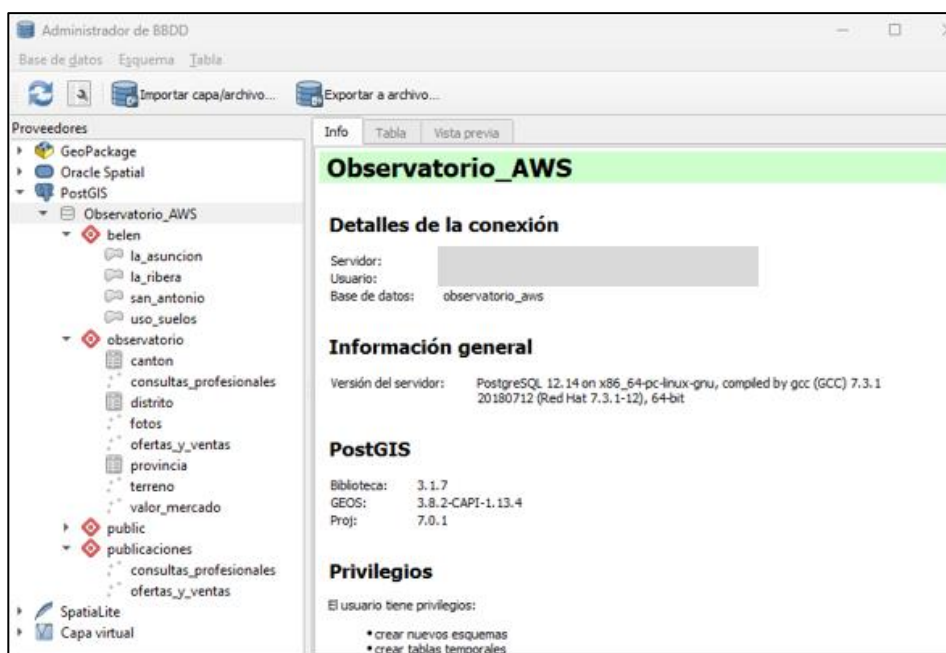 Administrador de BBDD
Base de datos Esquema Tabla
Importar capa/archivo... Exportar a archivo...
Proveedores
GeoPackage
Oracle Spatial
PostGIS
Observatorio_AWS
belen
la_asuncion
la_ribera
san_antonio
uso_suelos
observatorio
canton
consultas_profesionales
distrito
fotos
ofertas_y_ventas
provincia
terreno
valor_mercado
public
publicaciones
consultas_profesionales
ofertas_y_ventas
SpatiaLite
Capa virtual
Info Tabla Vista previa
Observatorio_AWS
Detalles de la conexión
Servidor:
Usuario:
Base de datos: observatorio_aws
Información general
Versión del servidor: PostgreSQL 12.14 on x86_64-pc-linux-gnu, compiled by gcc (GCC) 7.3.1
20180712 (Red Hat 7.3.1-12), 64-bit
PostGIS
Biblioteca: 3.1.7
GEOS: 3.8.2-CAPI-1.13.4
Proj: 7.0.1
Privilegios
El usuario tiene privilegios:
• crear nuevos esquemas
• crear tablas temporales